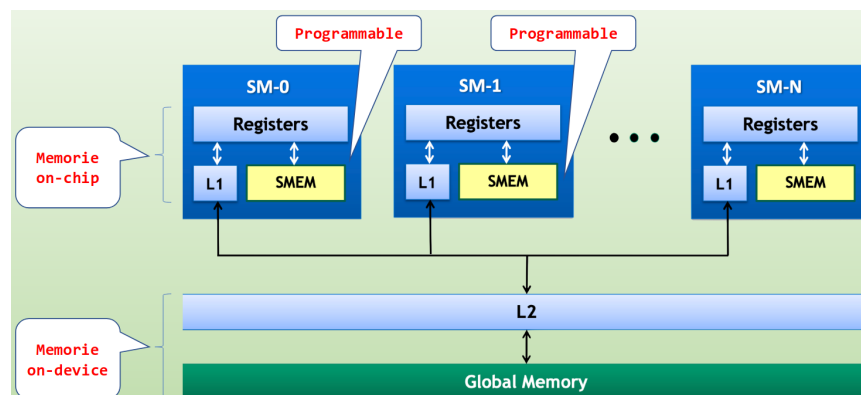 Programmable
Programmable
SM-0
SM-1
SM-N
Registers
Registers
Registers
Memorie
on-chip
L1
SMEM
L1
SMEM
L1
SMEM
L2
Memorie
on-device
Global Memory